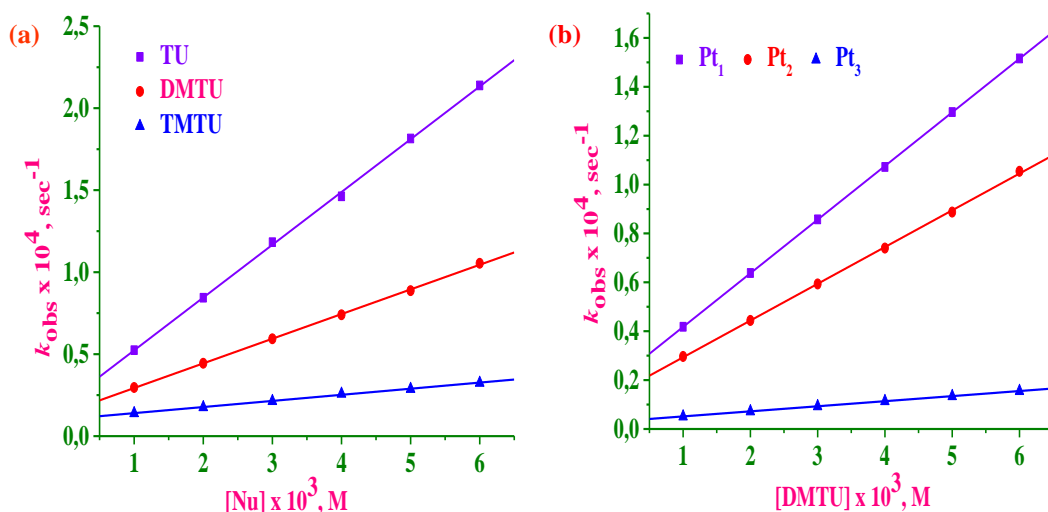 (a)
TU
DMTU
TMTU
2,5
2,0
1,5
1,0
0,5
0,0
k_obs x 10^4, sec^-1
1 2 3 4 5 6
[Nu] x 10^3, M
(b)
Pt_1 Pt_2 Pt_3
1,6
1,4
1,2
1,0
0,8
0,6
0,4
0,2
0,0
k_obs x 10^4, sec^-1
1 2 3 4 5 6
[DMTU] x 10^3, M